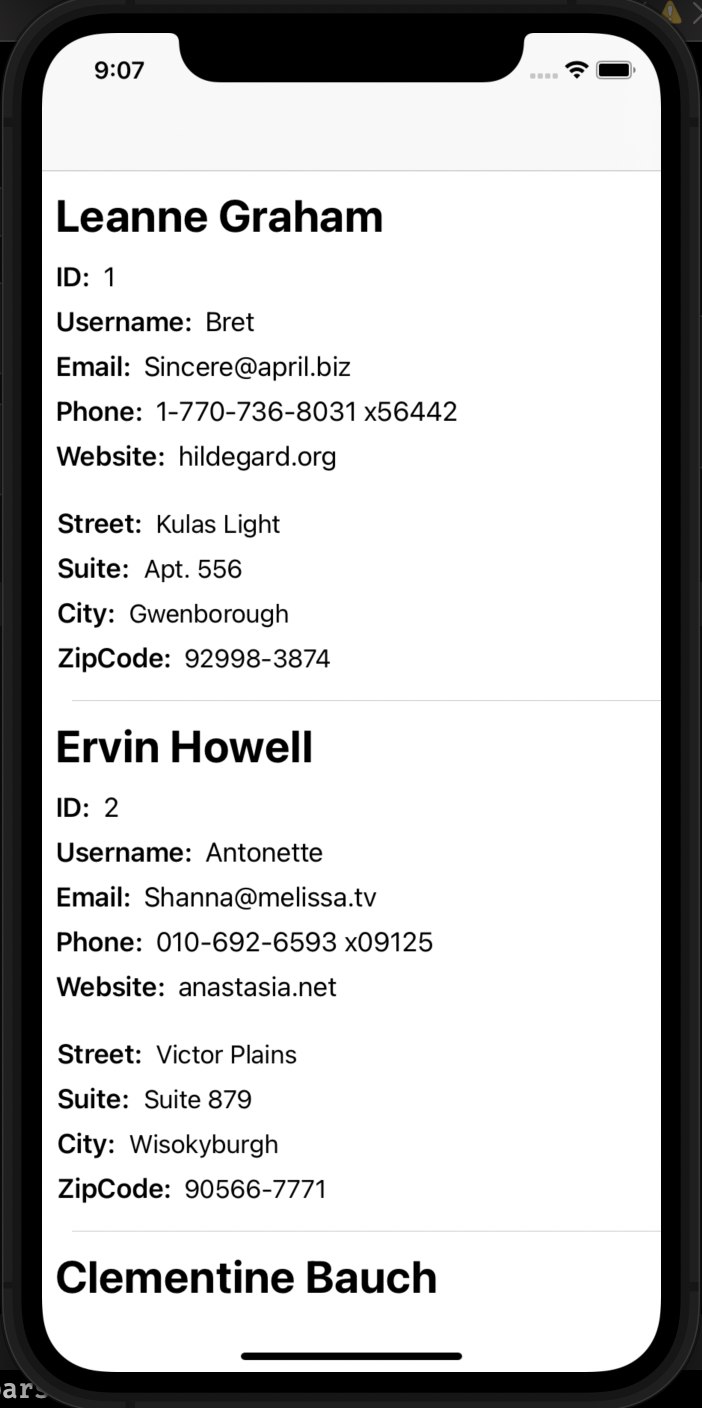 9:07
Leanne Graham
ID: 1
Username: Bret
Email: Sincere@april.biz
Phone: 1-770-736-8031 x56442
Website: hildegard.org
Street: Kulas Light
Suite: Apt. 556
City: Gwenborough
ZipCode: 92998-3874
Ervin Howell
ID: 2
Username: Antonette
Email: Shanna@melissa.tv
Phone: 010-692-6593 x09125
Website: anastasia.net
Street: Victor Plains
Suite: Suite 879
City: Wisokyburgh
ZipCode: 90566-7771
Clementine Bauch